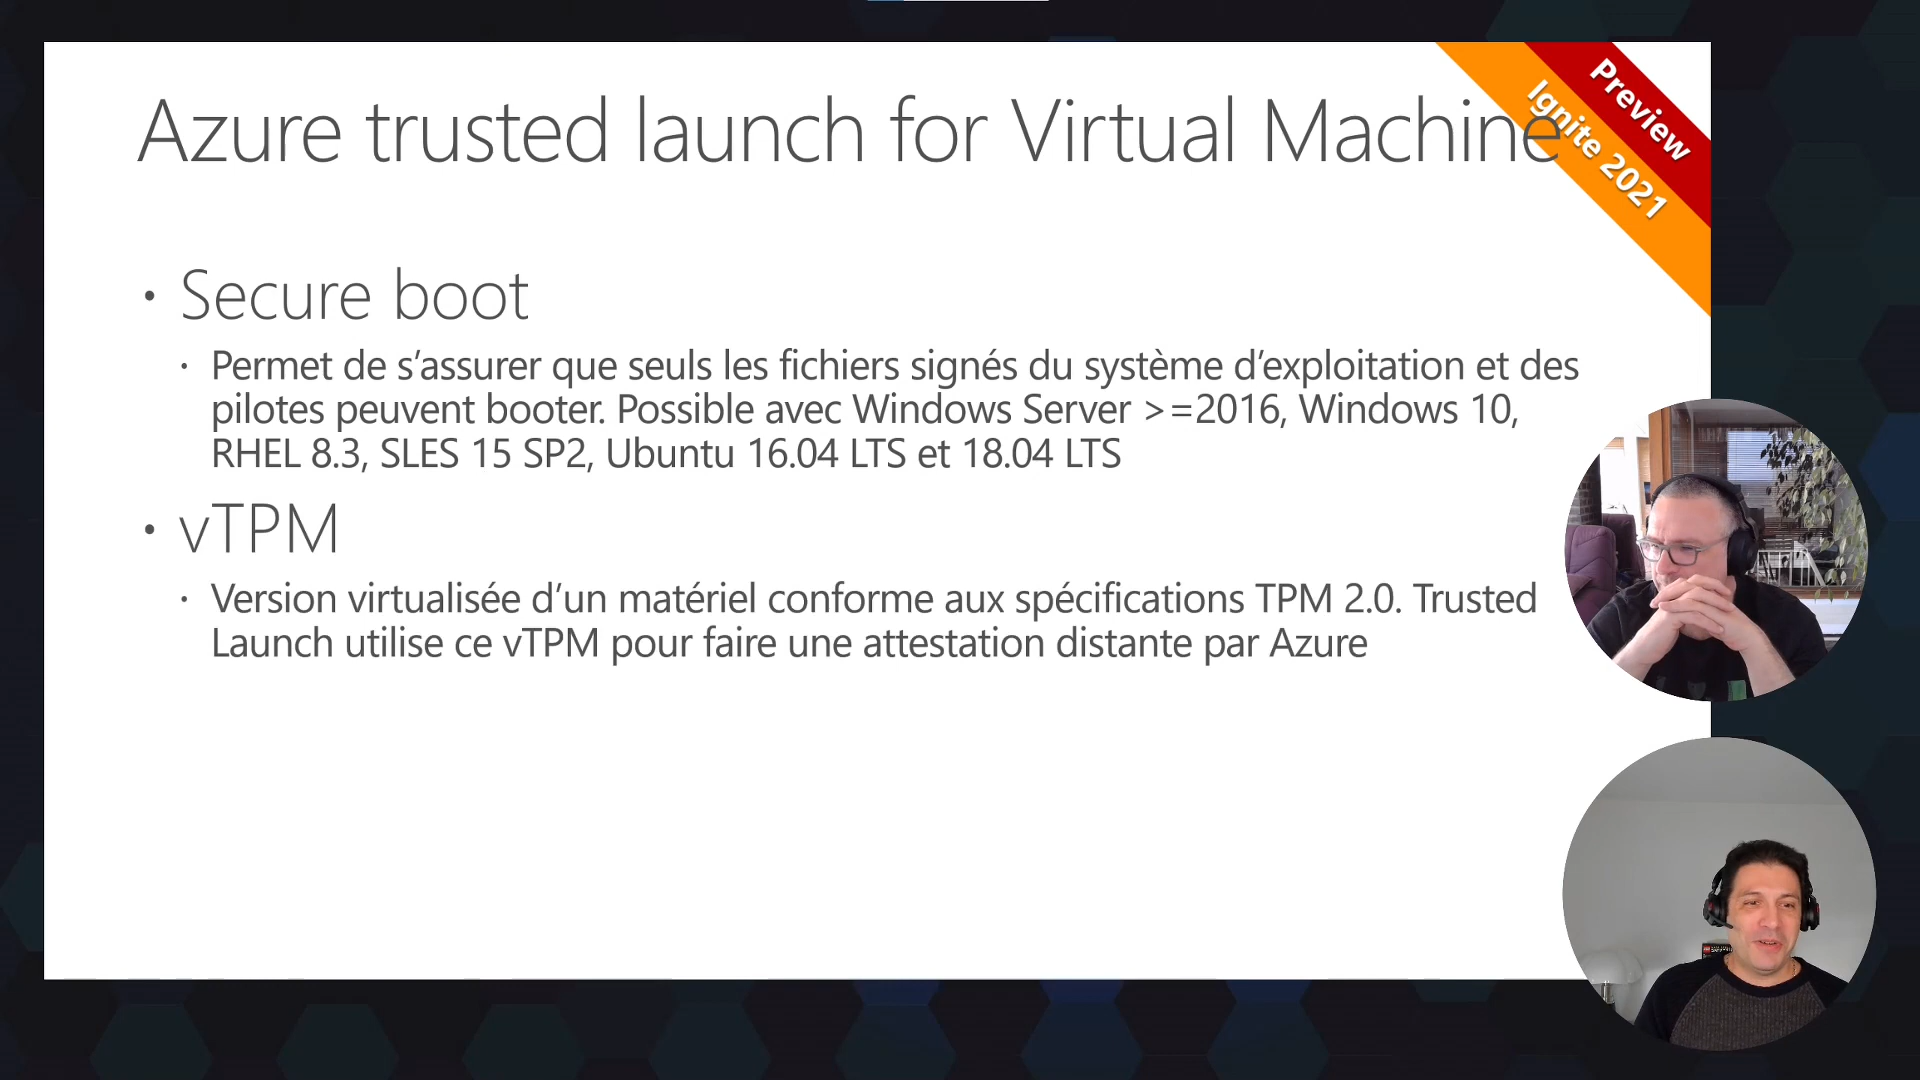 Azure trusted launch for Virtual Machine
Preview
Ignite 2021
• Secure boot
• Permet de s’assurer que seuls les fichiers signés du système d’exploitation et des
pilotes peuvent booter. Possible avec Windows Server >=2016, Windows 10,
RHEL 8.3, SLES 15 SP2, Ubuntu 16.04 LTS et 18.04 LTS
• vTPM
• Version virtualisée d’un matériel conforme aux spécifications TPM 2.0. Trusted
Launch utilise ce vTPM pour faire une attestation distante par Azure